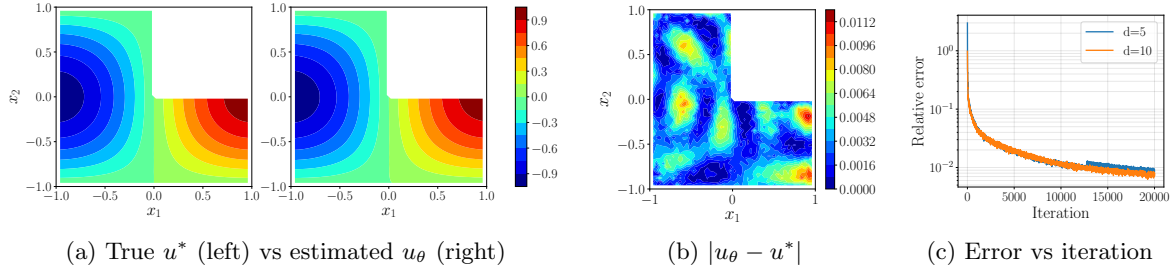 1.0
0.5
0.0
−0.5
−1.0
x2
−1.0 −0.5 0.0 0.5 1.0
x1
−1.0 −0.5 0.0 0.5 1.0
x1
0.9
0.6
0.3
0.0
−0.3
−0.6
−0.9
(a) True u* (left) vs estimated uθ (right)
1.0
0.5
0.0
−0.5
−1.0
x2
−1 0 1
x1
0.0112
0.0096
0.0080
0.0064
0.0048
0.0032
0.0016
0.0000
(b) |uθ − u*|
Relative error
10^0
10^−1
10^−2
d=5
d=10
0 5000 10000 15000 20000
Iteration
(c) Error vs iteration